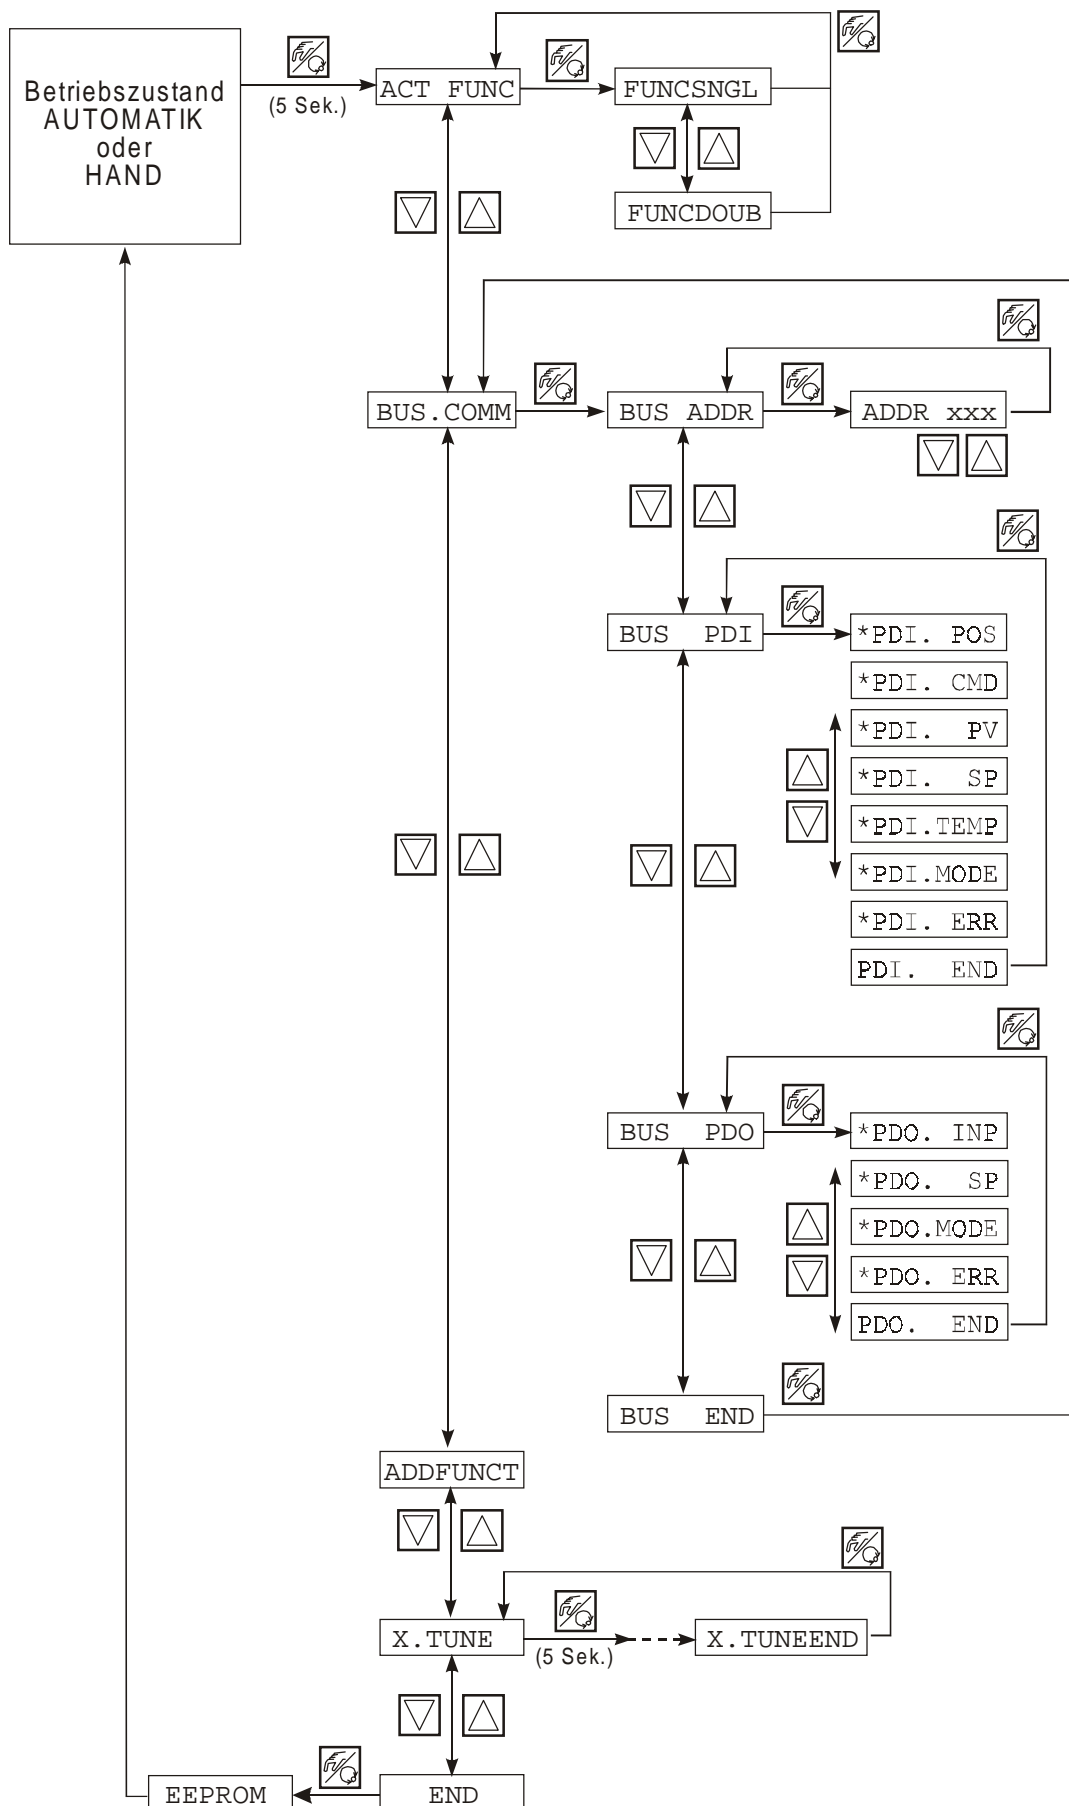 Betriebszustand
AUTOMATIK
oder
HAND
(5 Sek.)
ACT FUNC
FUNCSNGL
FUNCDOUB
BUS.COMM
BUS ADDR
ADDR xxx
BUS PDI
*PDI. POS
*PDI. CMD
*PDI. PV
*PDI. SP
*PDI.TEMP
*PDI.MODE
*PDI. ERR
PDI. END
BUS PDO
*PDO. INP
*PDO. SP
*PDO.MODE
*PDO. ERR
PDO. END
BUS END
ADDFUNCT
X.TUNE
(5 Sek.)
X.TUNEEND
EEPROM
END